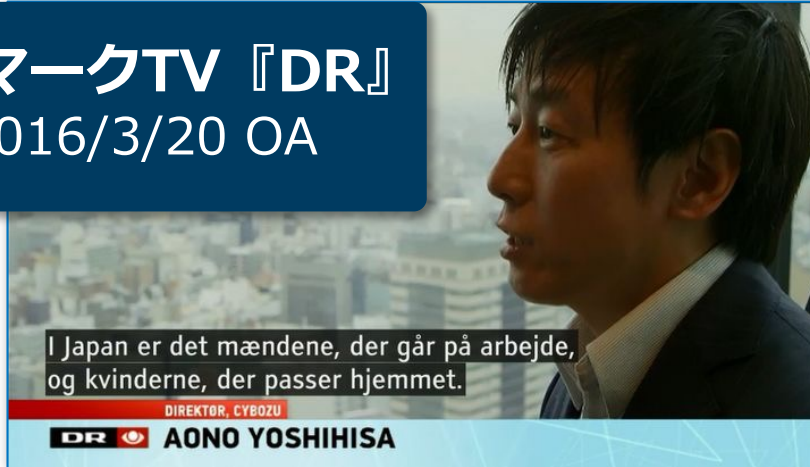 マークTV『DR』
016/3/20 OA
I Japan er det mændene, der går på arbejde,
og kvinderne, der passer hjemmet.
DIREKTØR, CYBOZU
DR AONO YOSHIHISA